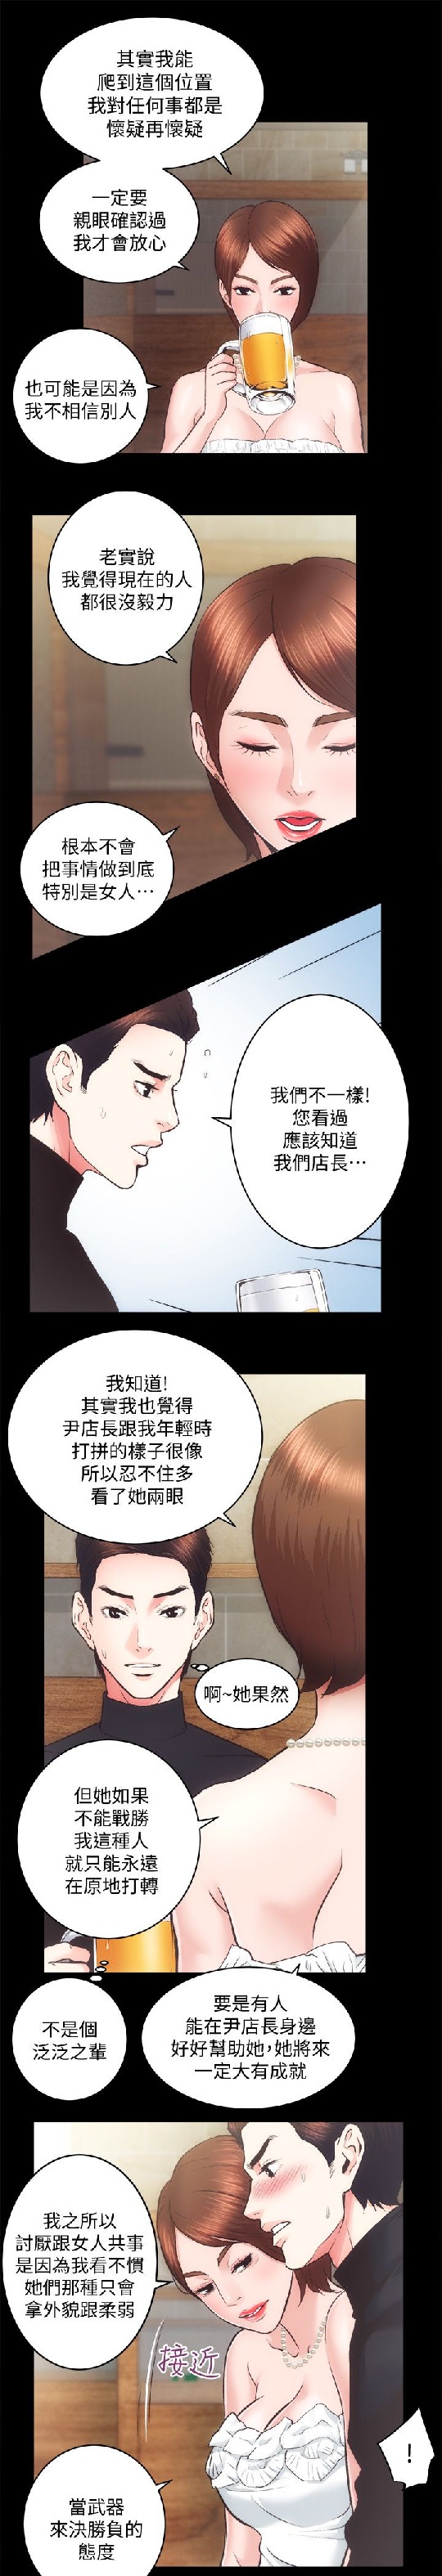 其實我能
爬到這個位置
我對任何事都是
懷疑再懷疑
一定要
親眼確認過
我才會放心
也可能是因為
我不相信別人
老實說
我覺得現在的人
都很沒毅力
根本不會
把事情做到底
特別是女人…
我們不一樣!
您看過
應該知道
我們店長…
我知道!
其實我也覺得
尹店長跟我年輕時
打拼的樣子很像
所以忍不住多
看了她兩眼
啊~她果然
但她如果
不能戰勝
我這種人
就只能永遠
在原地打轉
不是個
泛泛之輩
要是有人
能在尹店長身邊
好好幫助她,她將來
一定大有成就
我之所以
討厭跟女人共事
是因為我看不慣
她們那種只會
拿外貌跟柔弱
接近
!
當武器
來決勝負的
態度